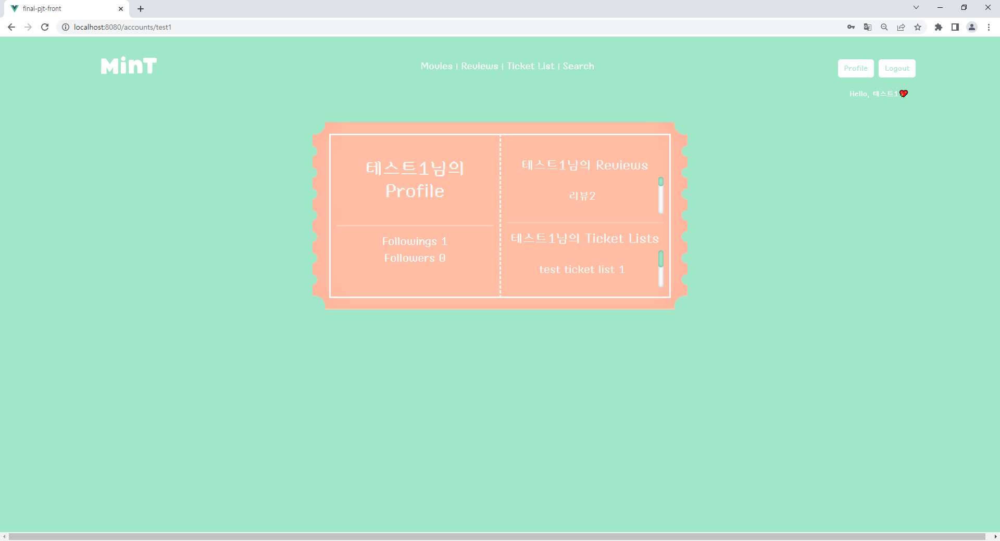 final-pjt-front
localhost:8080/accounts/test1
MinT
Movies | Reviews | Ticket List | Search
Profile
Logout
Hello, 테스트1💖
테스트1님의
Profile
Followings 1
Followers 0
테스트1님의 Reviews
리뷰2
테스트1님의 Ticket Lists
test ticket list 1